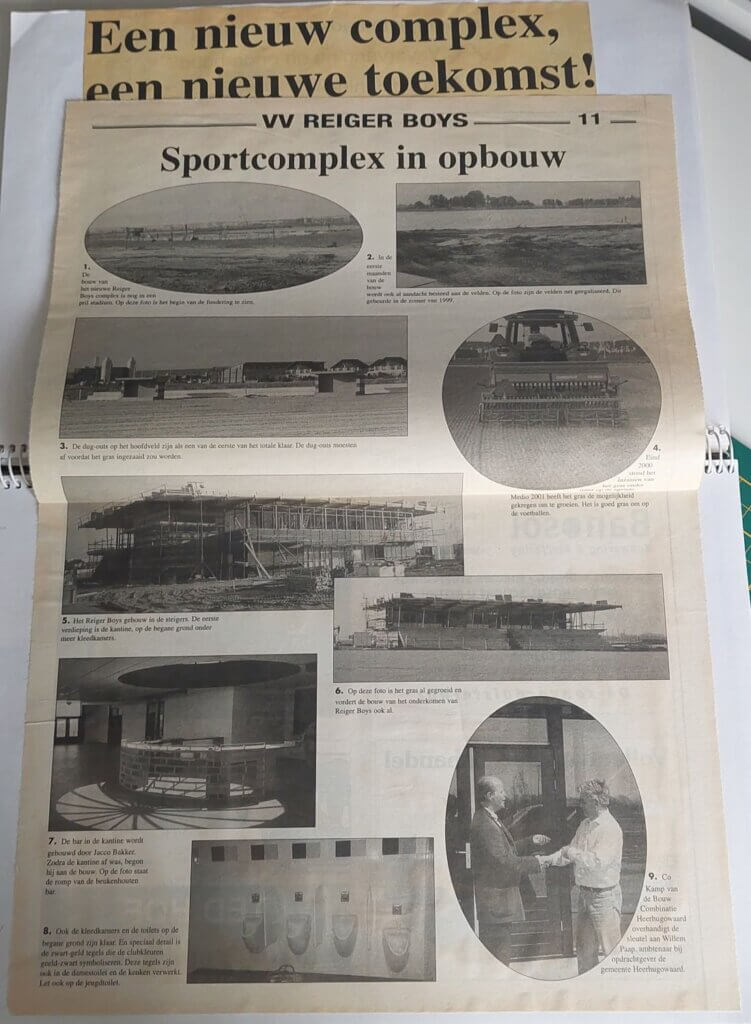 Een nieuw complex,
een nieuwe toekomst!
VV REIGER BOYS 11
Sportcomplex in opbouw
1.
De
bouw van
het nieuwe Reiger
Boys complex is nog in een
pril stadium. Op deze foto is het begin van de fundering te zien.
2. In de
eerste
maanden
van de
bouw
wordt ook al aandacht besteed aan de velden. Op de foto zijn de velden net geëgaliseerd. Dit
gebeurde in de zomer van 1999.
3. De dug-outs op het hoofdveld zijn als een van de eerste van het totale klaar. De dug-outs moesten
af voordat het gras ingezaaid zou worden.
4.
Eind
2000
stond het
inzaaien van
het gras onder
Medio 2001 heeft het gras de mogelijkheid
gekregen om te groeien. Het is goed gras om op
de voetballen.
5. Het Reiger Boys gebouw in de steigers. De eerste
verdieping is de kantine, op de begane grond onder
meer kleedkamers.
6. Op deze foto is het gras al gegroeid en
vordert de bouw van het onderkomen van
Reiger Boys ook al.
7. De bar in de kantine wordt
gebouwd door Jacco Bakker.
Zodra de kantine af was, begon
hij aan de bouw. Op de foto staat
de romp van de beukenhouten
bar.
8. Ook de kleedkamers en de toilets op de
begane grond zijn klaar. En speciaal detail is
de zwart-geld tegels die de clubkleuren
geeld-zwart symboliseren. Deze tegels zijn
ook in de damestoilet en de keuken verwerkt.
Let ook op de jeugdtoilet.
9. Co
Kamp van
de Bouw
Combinatie
Heerhugowaard
overhandigt de
sleutel aan Willem
Paap, ambtenaar bij
opdrachtgever de
gemeente Heerhugowaard.